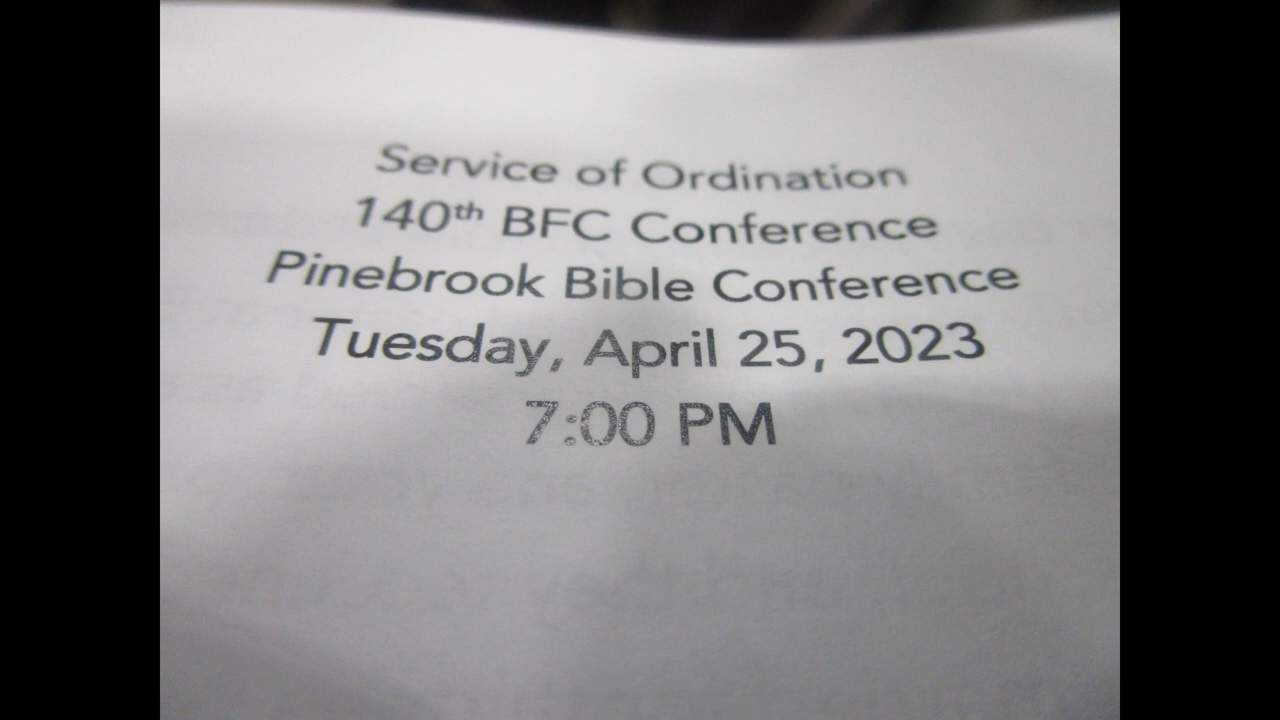 Service of Ordination
140th BFC Conference
Pinebrook Bible Conference
Tuesday, April 25, 2023
7:00 PM